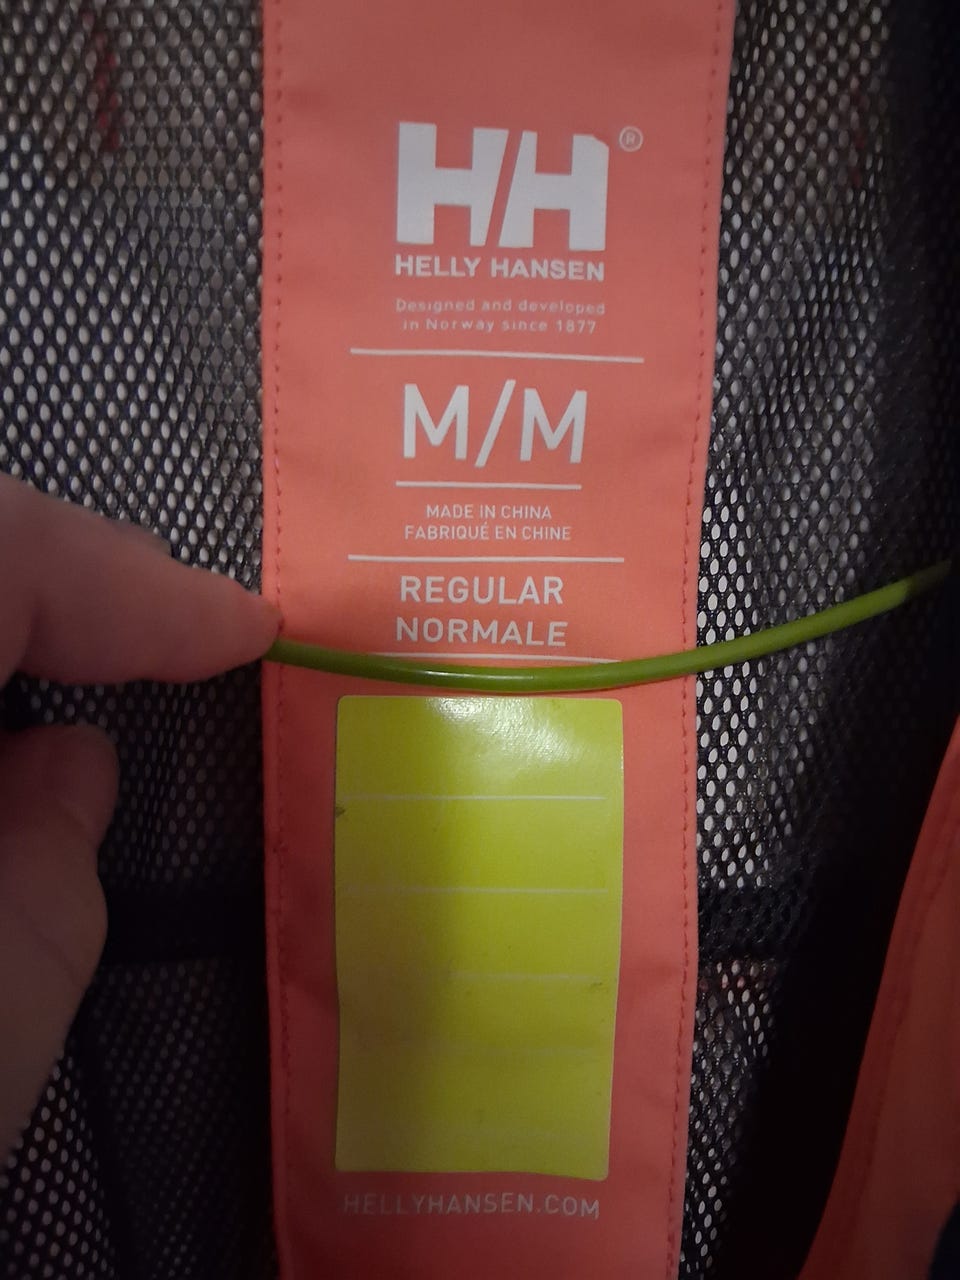 HH®
HELLY HANSEN
Designed and developed
in Norway since 1877
M/M
MADE IN CHINA
FABRIQUÉ EN CHINE
REGULAR
NORMALE
HELLYHANSEN.COM